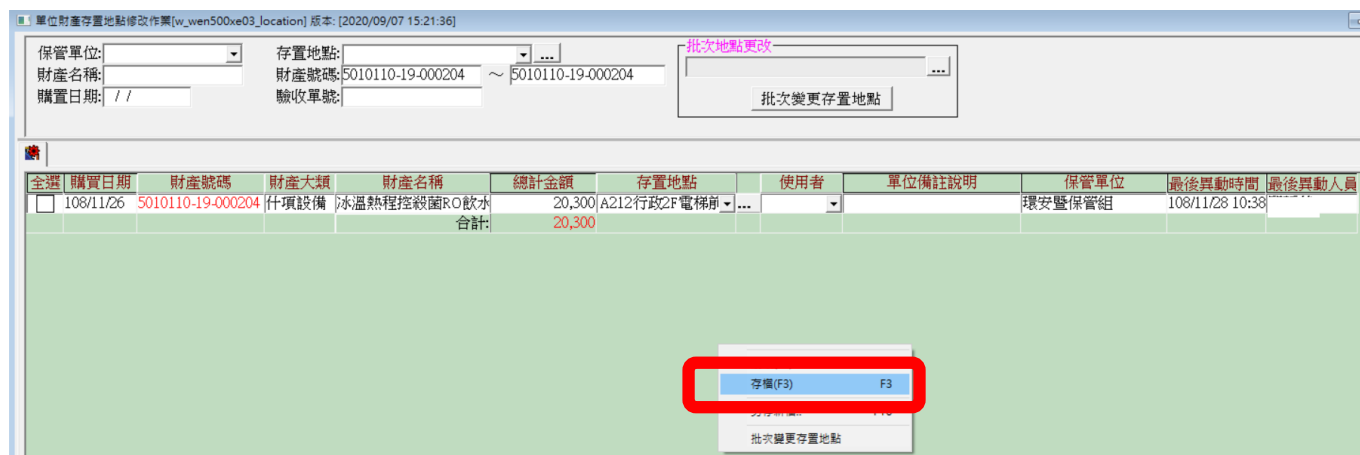 單位財產存置地點修改作業[w_wen500xe03_location] 版本: [2020/09/07 15:21:36]
保管單位: 存置地點: ... 批次地點更改
財產名稱: 財產號碼:5010110-19-000204 ～ 5010110-19-000204 ...
購置日期: / / 驗收單號: 批次變更存置地點
全選 購買日期 財產號碼 財產大類 財產名稱 總計金額 存置地點 使用者 單位備註說明 保管單位 最後異動時間 最後異動人員
108/11/26 5010110-19-000204 什項設備 冰溫熱程控殺菌RO飲水 20,300 A212行政2F電梯前 ... 環安暨保管組 108/11/28 10:38
合計: 20,300
存檔(F3) F3
批次變更存置地點